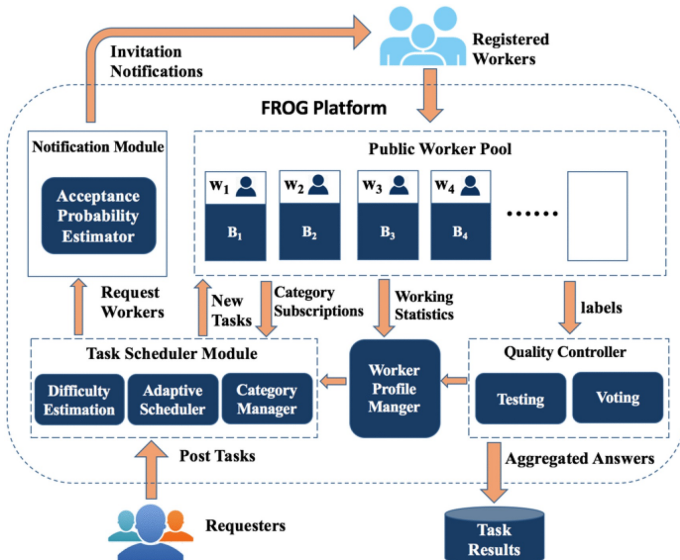 Invitation
Notifications
Registered
Workers
FROG Platform
Notification Module
Acceptance
Probability
Estimator
Public Worker Pool
w1
w2
w3
w4
B1
B2
B3
B4
......
Request
Workers
New
Tasks
Category
Subscriptions
Working
Statistics
labels
Task Scheduler Module
Difficulty
Estimation
Adaptive
Scheduler
Category
Manager
Worker
Profile
Manger
Quality Controller
Testing
Voting
Post Tasks
Aggregated Answers
Requesters
Task
Results